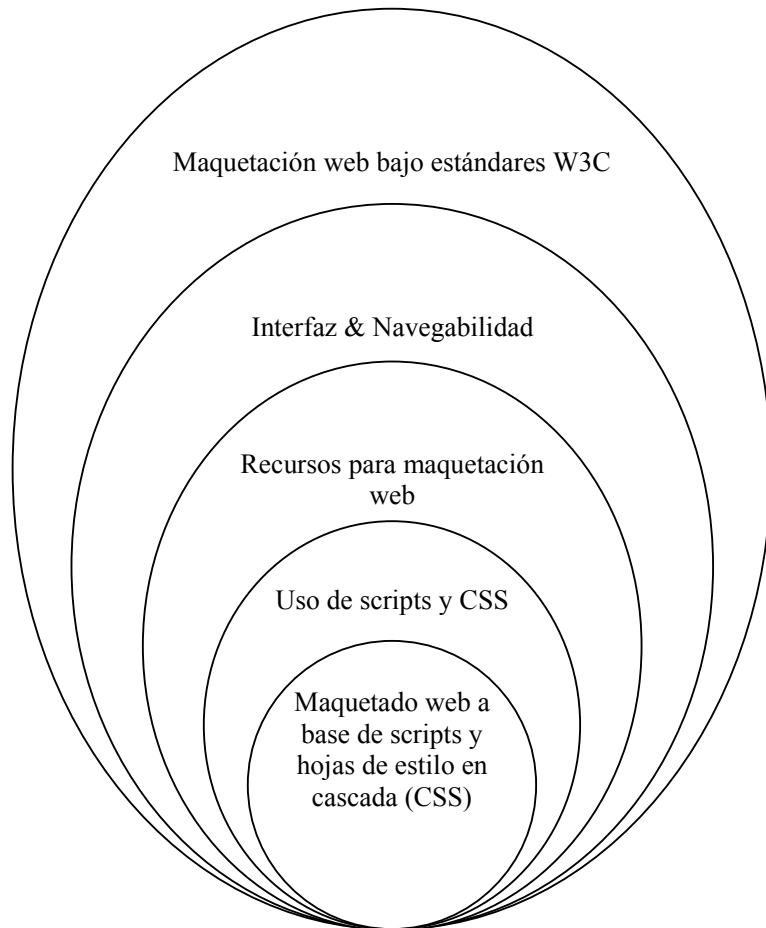 Maquetación web bajo estándares W3C
Interfaz & Navegabilidad
Recursos para maquetación
web
Uso de scripts y CSS
Maquetado web a
base de scripts y
hojas de estilo en
cascada (CSS)